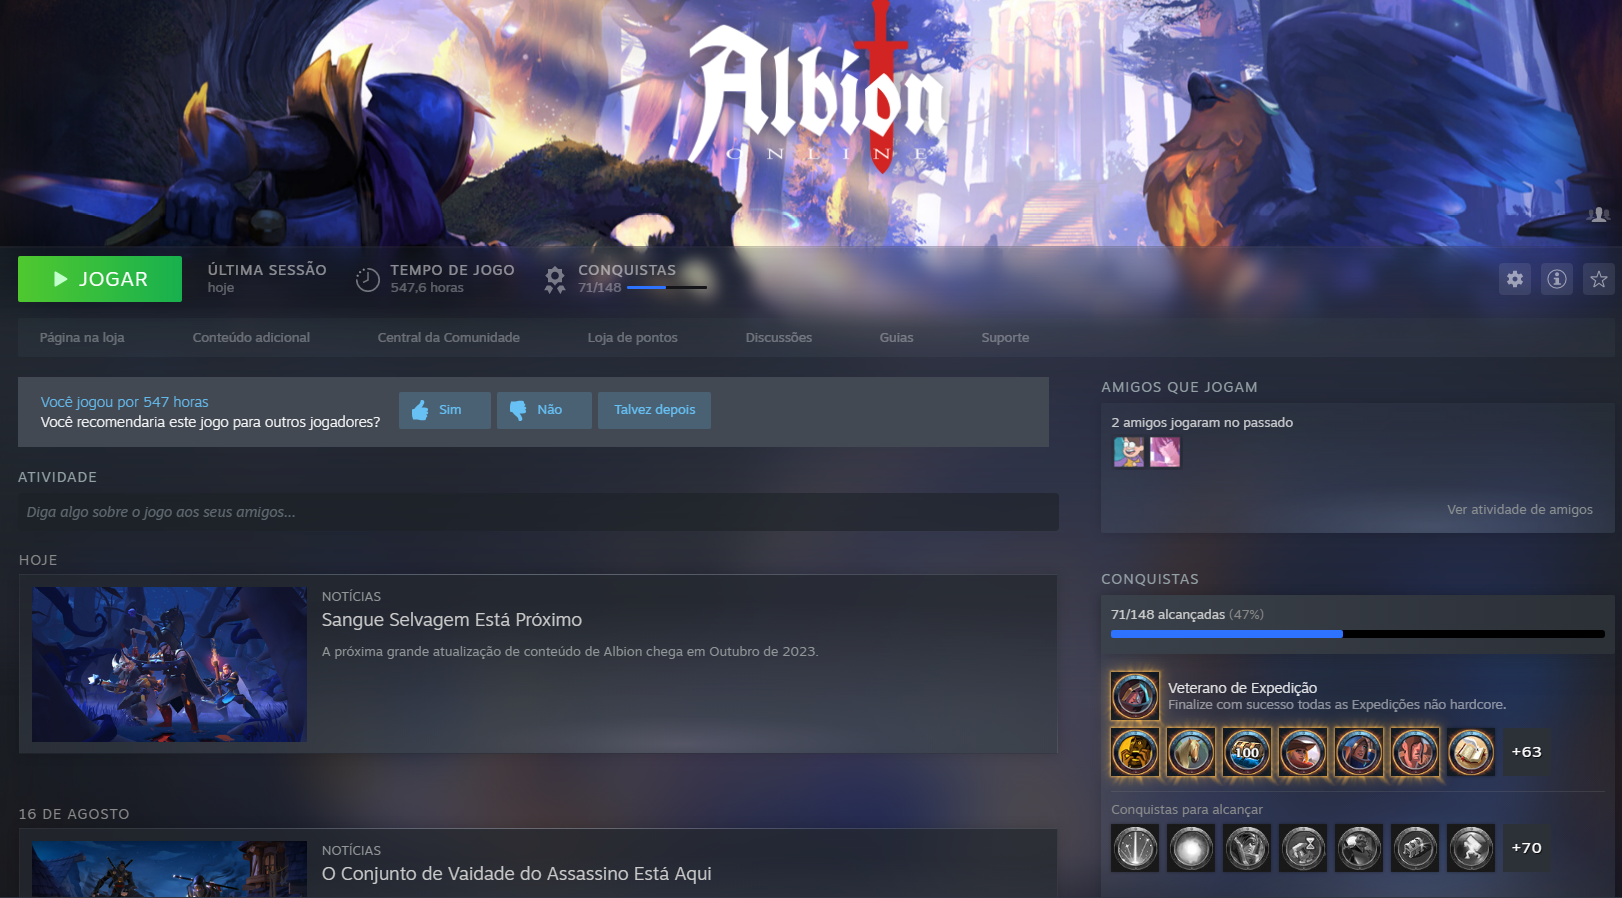 Albion
ONLINE
JOGAR
ÚLTIMA SESSÃO
hoje
TEMPO DE JOGO
547,6 horas
CONQUISTAS
71/148
Página na loja
Conteúdo adicional
Central da Comunidade
Loja de pontos
Discussões
Guias
Suporte
Você jogou por 547 horas
Você recomendaria este jogo para outros jogadores?
Sim
Não
Talvez depois
ATIVIDADE
Diga algo sobre o jogo aos seus amigos...
HOJE
NOTÍCIAS
Sangue Selvagem Está Próximo
A próxima grande atualização de conteúdo de Albion chega em Outubro de 2023.
16 DE AGOSTO
NOTÍCIAS
O Conjunto de Vaidade do Assassino Está Aqui
AMIGOS QUE JOGAM
2 amigos jogaram no passado
Ver atividade de amigos
CONQUISTAS
71/148 alcançadas (47%)
Veterano de Expedição
Finalize com sucesso todas as Expedições não hardcore.
100
+63
Conquistas para alcançar
+70